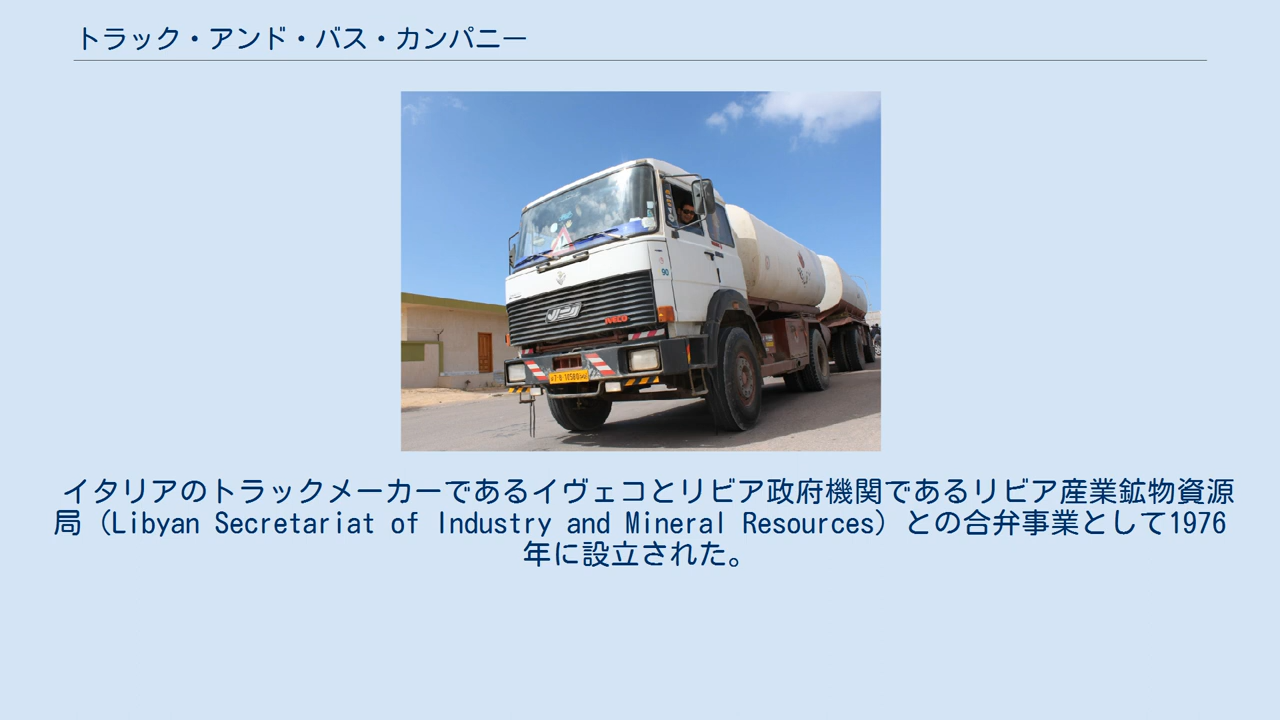 トラック・アンド・バス・カンパニー
90
IVECO
イタリアのトラックメーカーであるイヴェコとリビア政府機関であるリビア産業鉱物資源
局（Libyan Secretariat of Industry and Mineral Resources）との合弁事業として1976
年に設立された。